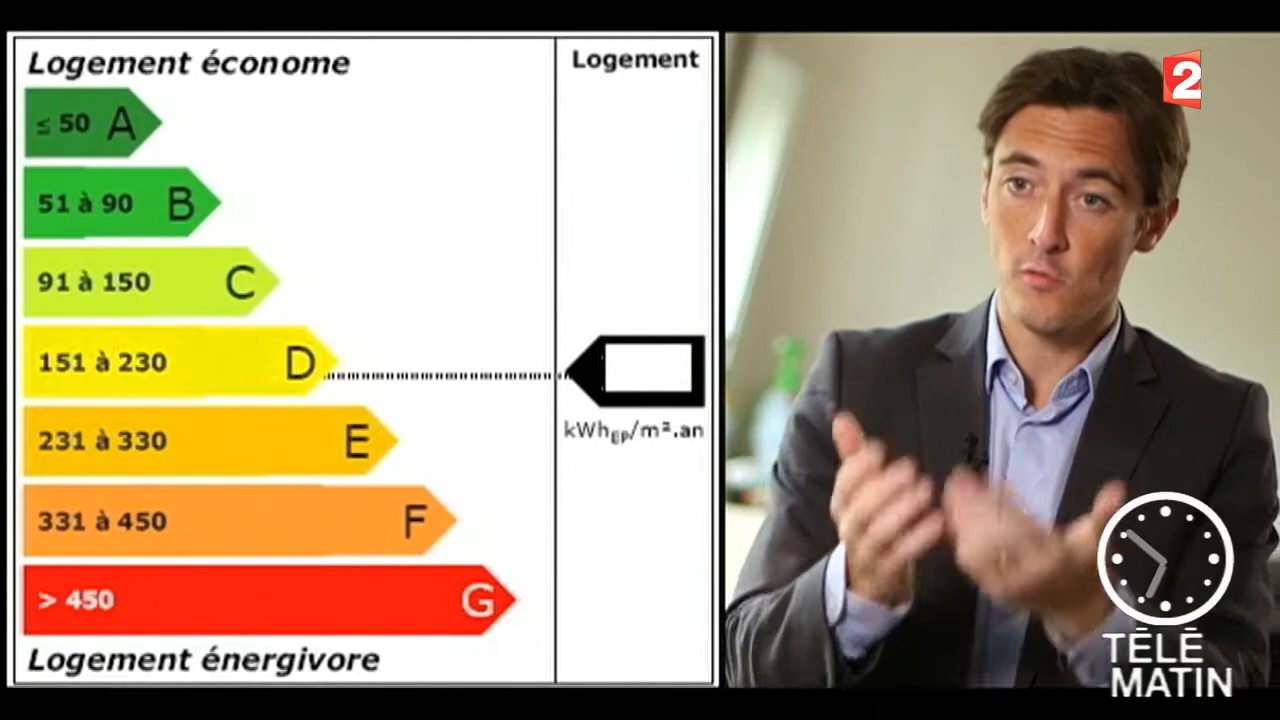 Logement économe
Logement
≤ 50 A
51 à 90 B
91 à 150 C
151 à 230 D
231 à 330 E
331 à 450 F
> 450 G
kWhEP/m².an
Logement énergivore
2
TÉLÉ
MATIN